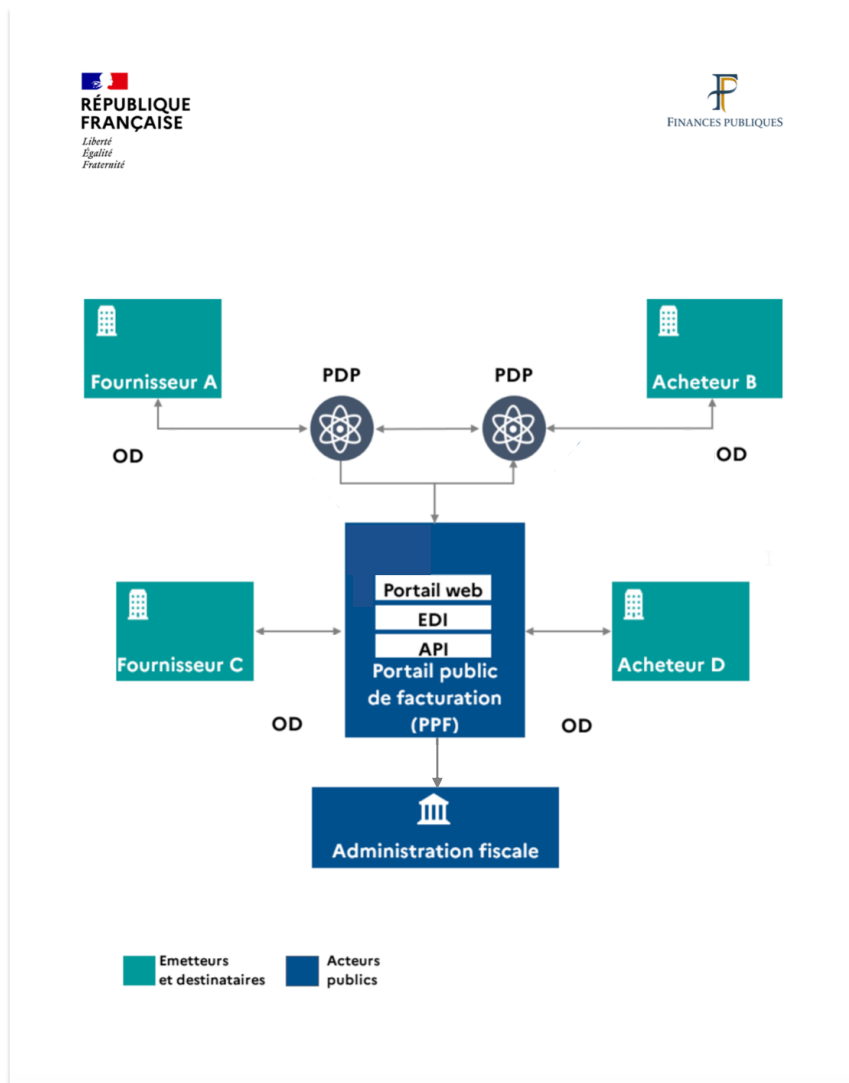 RÉPUBLIQUE
FRANÇAISE
Liberté
Égalité
Fraternité
FINANCES PUBLIQUES
Fournisseur A
PDP
PDP
Acheteur B
OD
OD
Portail web
EDI
API
Portail public
de facturation
(PPF)
Fournisseur C
Acheteur D
OD
OD
Administration fiscale
Emetteurs
et destinataires
Acteurs
publics